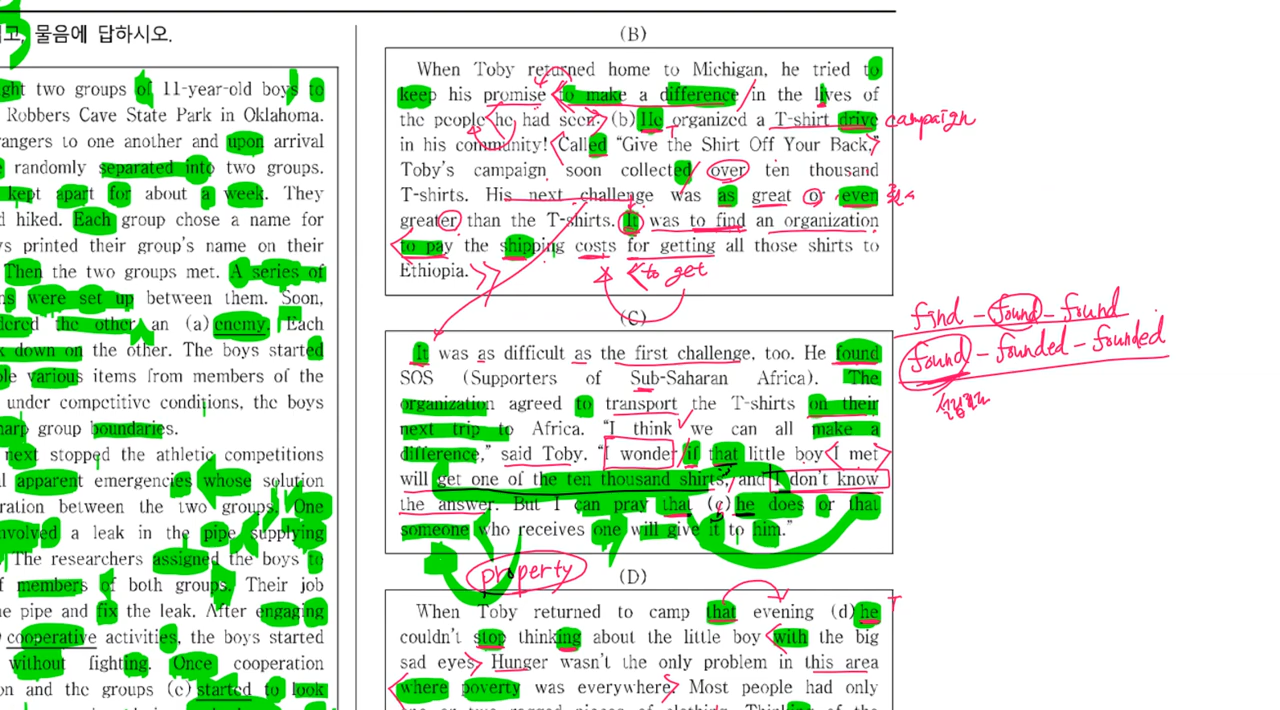 고, 물음에 답하시오.
ght two groups of 11-year-old boys to
Robbers Cave State Park in Oklahoma.
angers to one another and upon arrival
randomly separated into two groups.
kept apart for about a week. They
d hiked. Each group chose a name for
s printed their group's name on their
Then the two groups met. A series of
s were set up between them. Soon,
dered the other an (a) enemy. Each
k down on the other. The boys started
le various items from members of the
under competitive conditions, the boys
harp group boundaries.
next stopped the athletic competitions
l apparent emergencies whose solution
ration between the two groups. One
nvolved a leak in the pipe supplying
The researchers assigned the boys to
f members of both groups. Their job
e pipe and fix the leak. After engaging
cooperative activities, the boys started
without fighting. Once cooperation
on and the groups (e) started to look
(B)
When Toby returned home to Michigan, he tried to
keep his promise to make a difference in the lives of
the people he had seen. (b) He organized a T-shirt drive campaign
in his community! Called "Give the Shirt Off Your Back."
Toby's campaign soon collected over ten thousand
T-shirts. His next challenge was as great or even
greater than the T-shirts. It was to find an organization
to pay the shipping costs for getting all those shirts to
Ethiopia.
to get
find - found - found
found - founded - founded
(C)
It was as difficult as the first challenge, too. He found
SOS (Supporters of Sub-Saharan Africa). The
organization agreed to transport the T-shirts on their
next trip to Africa. "I think we can all make a
difference," said Toby. "I wonder if that little boy I met
will get one of the ten thousand shirts, and I don't know
the answer. But I can pray that (c) he does or that
someone who receives one will give it to him."
property
(D)
When Toby returned to camp that evening (d) he
couldn't stop thinking about the little boy with the big
sad eyes. Hunger wasn't the only problem in this area
where poverty was everywhere. Most people had only